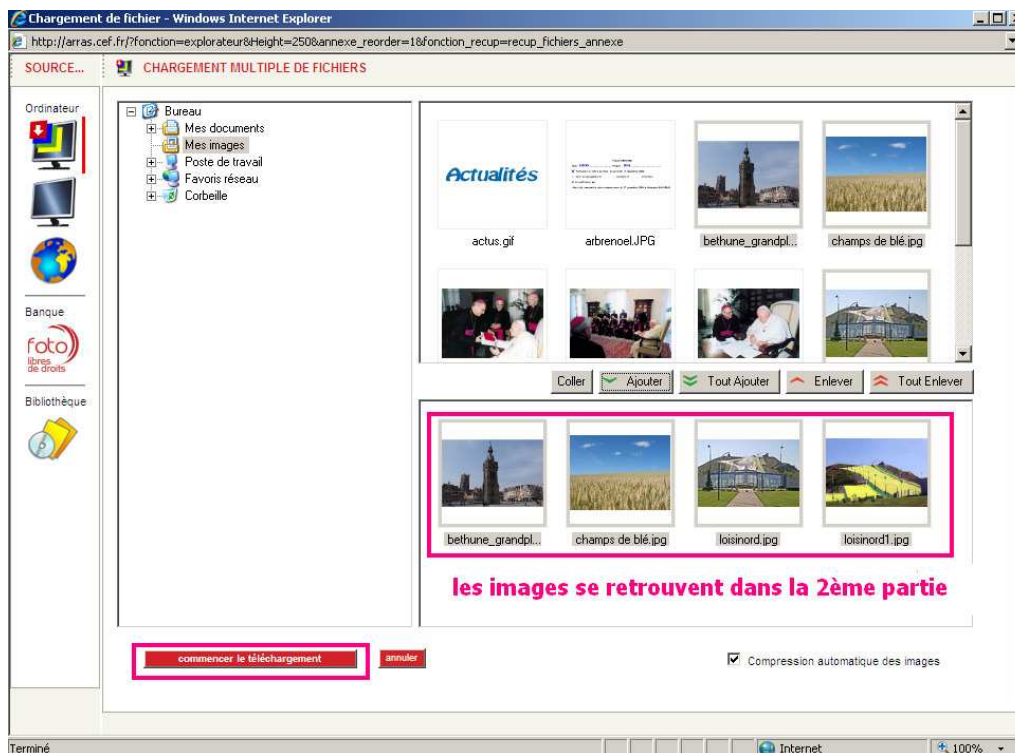 Chargement de fichier - Windows Internet Explorer
http://arras.cef.fr/?fonction=explorateur&Height=250&annexe_reorder=1&fonction_recup=recup_fichiers_annexe
SOURCE...
CHARGEMENT MULTIPLE DE FICHIERS
Ordinateur
Banque
foto
libres
de droits
Bibliothèque
Bureau
Mes documents
Mes images
Poste de travail
Favoris réseau
Corbeille
Actualités
actus.gif
arbrenoel.JPG
bethune_grandpl...
champs de blé.jpg
Coller
Ajouter
Tout Ajouter
Enlever
Tout Enlever
bethune_grandpl...
champs de blé.jpg
loisinord.jpg
loisinord1.jpg
les images se retrouvent dans la 2ème partie
commencer le téléchargement
annuler
Compression automatique des images
Terminé
Internet
100%